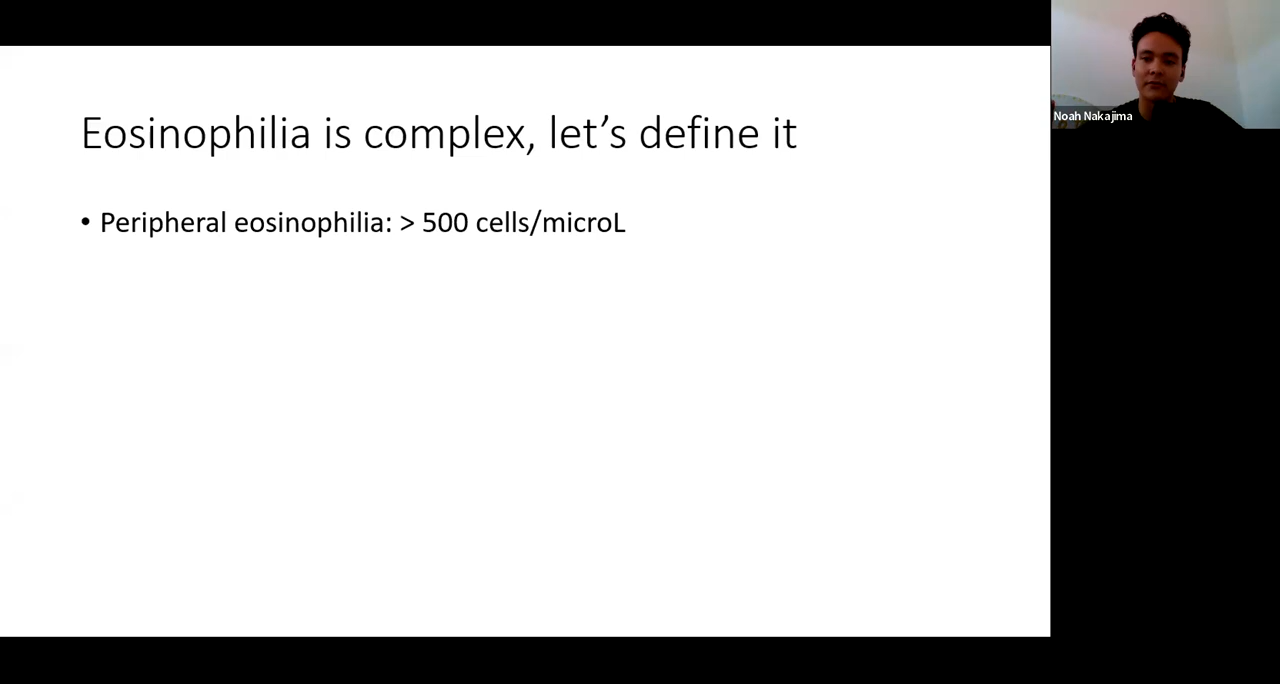 Eosinophilia is complex, let’s define it
• Peripheral eosinophilia: > 500 cells/microL
Noah Nakajima